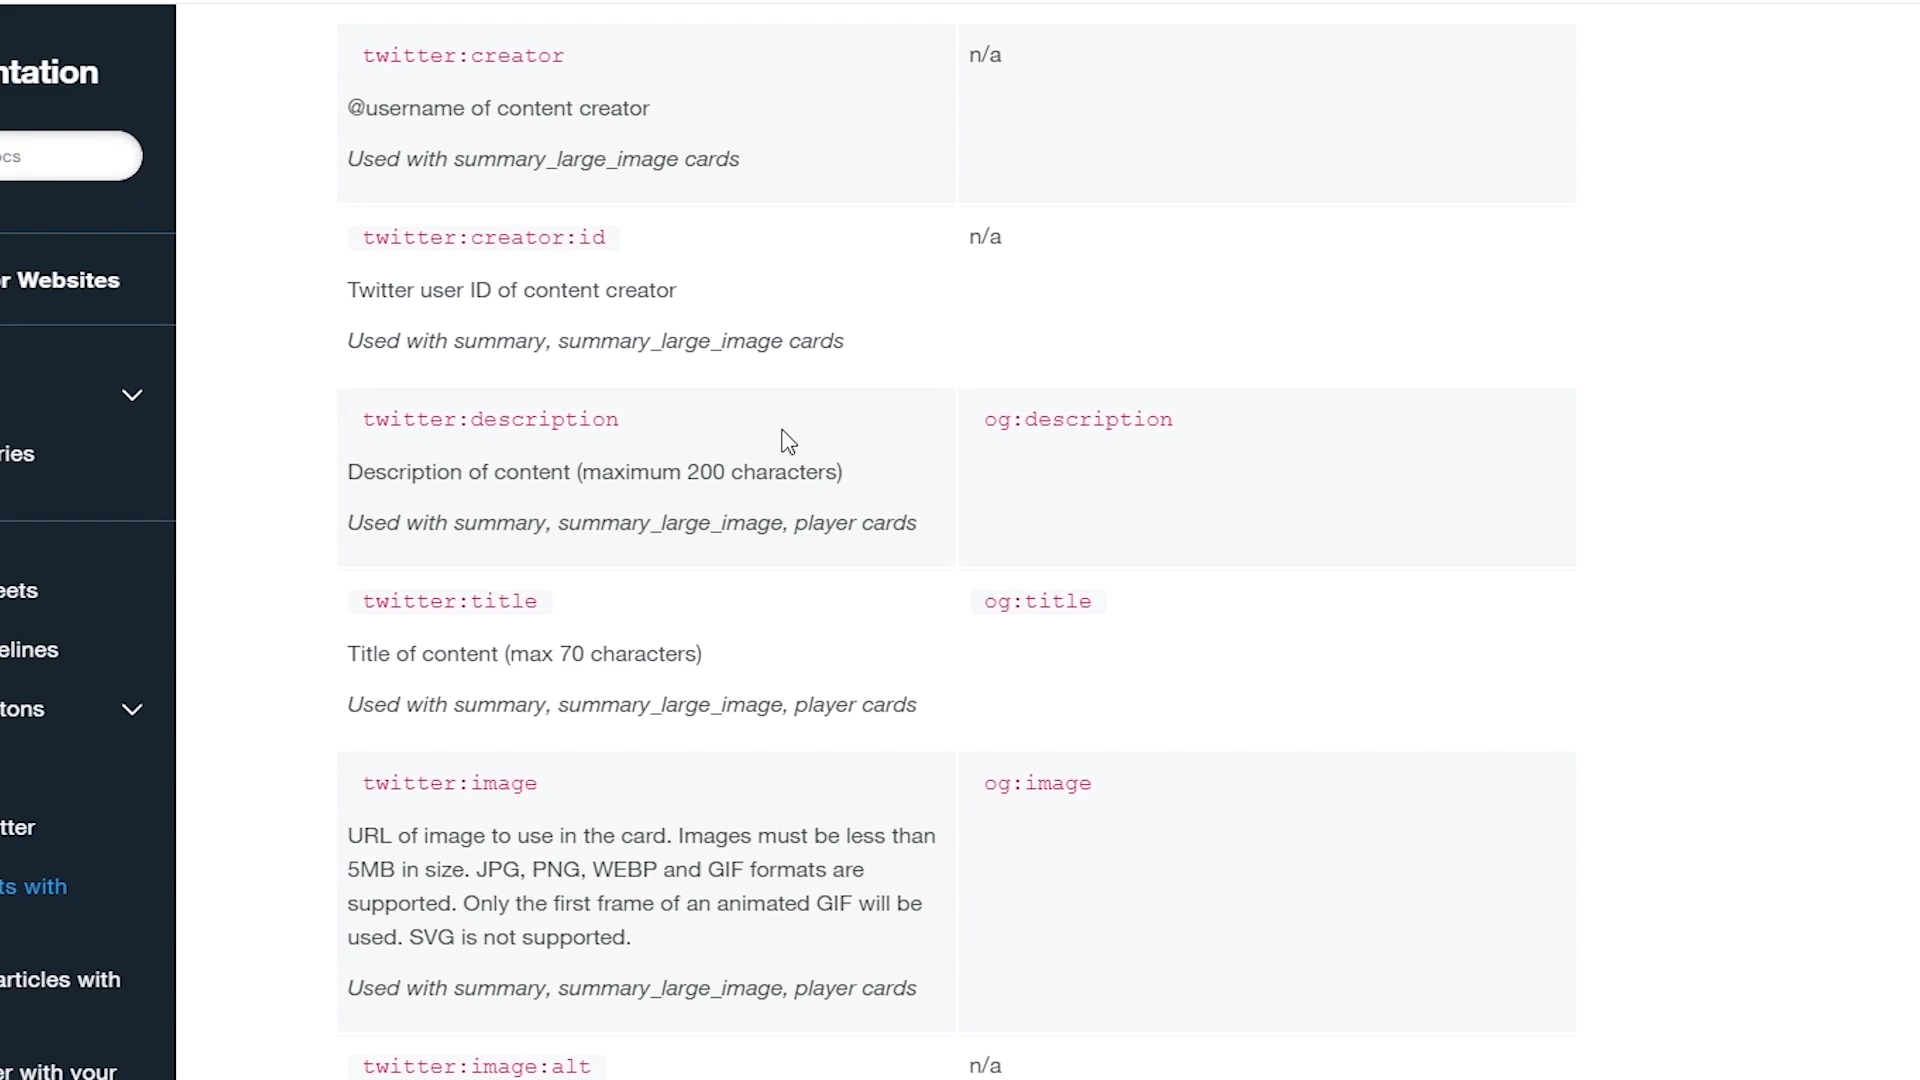 ntation
ocs
r Websites
ries
eets
elines
tons
tter
ts with
articles with
er with your
twitter:creator
n/a
@username of content creator
Used with summary_large_image cards
twitter:creator:id
n/a
Twitter user ID of content creator
Used with summary, summary_large_image cards
twitter:description
og:description
Description of content (maximum 200 characters)
Used with summary, summary_large_image, player cards
twitter:title
og:title
Title of content (max 70 characters)
Used with summary, summary_large_image, player cards
twitter:image
og:image
URL of image to use in the card. Images must be less than
5MB in size. JPG, PNG, WEBP and GIF formats are
supported. Only the first frame of an animated GIF will be
used. SVG is not supported.
Used with summary, summary_large_image, player cards
twitter:image:alt
n/a